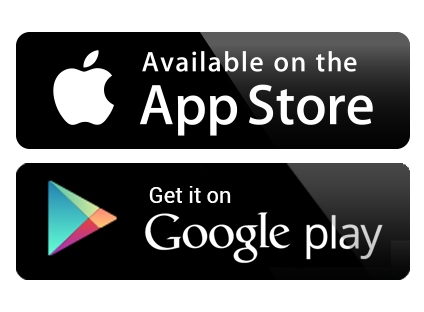 Available on the
App Store
Get it on
Google play